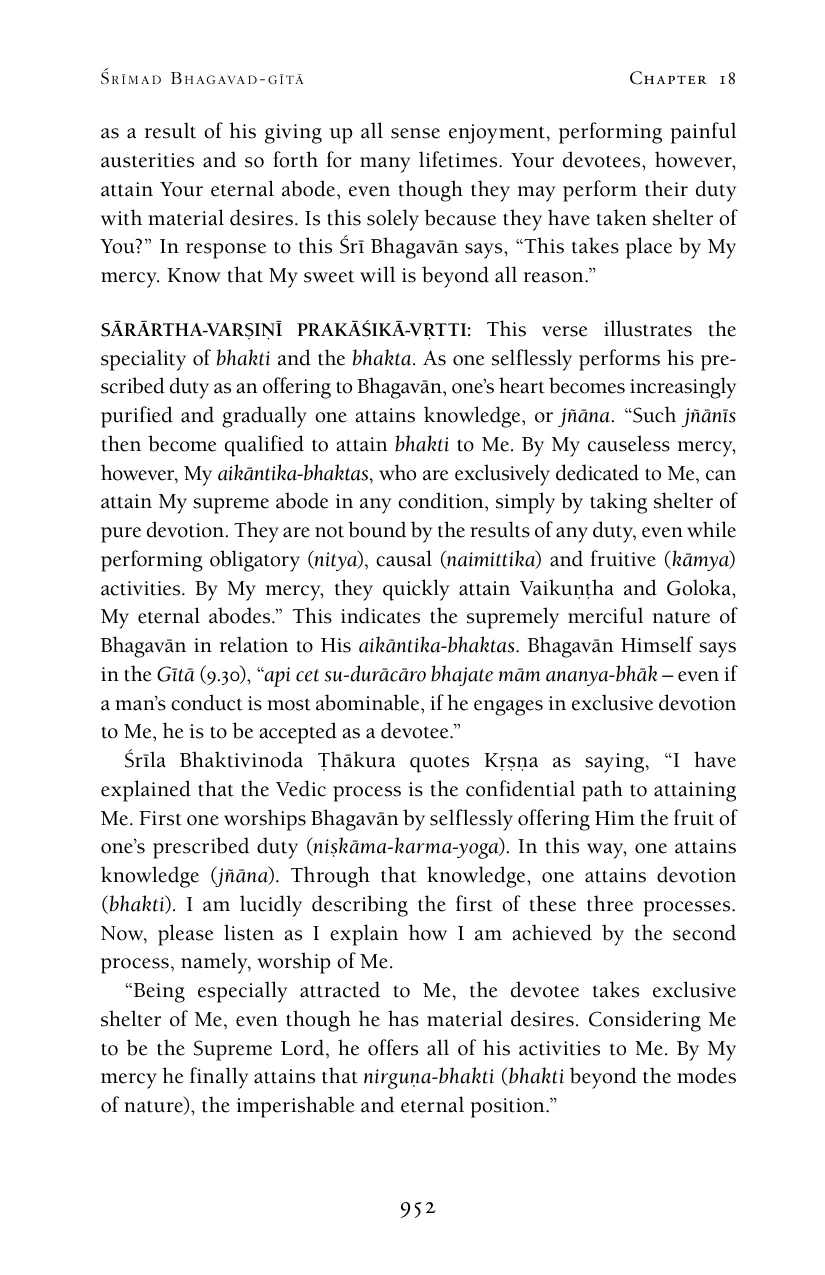 Śrīmad Bhagavad-gītā Chapter 18
as a result of his giving up all sense enjoyment, performing painful
austerities and so forth for many lifetimes. Your devotees, however,
attain Your eternal abode, even though they may perform their duty
with material desires. Is this solely because they have taken shelter of
You?” In response to this Śrī Bhagavān says, “This takes place by My
mercy. Know that My sweet will is beyond all reason.”
SĀRĀRTHA-VARṢIṆĪ PRAKĀŚIKĀ-VṚTTI: This verse illustrates the
speciality of bhakti and the bhakta. As one selflessly performs his pre-
scribed duty as an offering to Bhagavān, one’s heart becomes increasingly
purified and gradually one attains knowledge, or jñāna. “Such jñānīs
then become qualified to attain bhakti to Me. By My causeless mercy,
however, My aikāntika-bhaktas, who are exclusively dedicated to Me, can
attain My supreme abode in any condition, simply by taking shelter of
pure devotion. They are not bound by the results of any duty, even while
performing obligatory (nitya), causal (naimittika) and fruitive (kāmya)
activities. By My mercy, they quickly attain Vaikuṇṭha and Goloka,
My eternal abodes.” This indicates the supremely merciful nature of
Bhagavān in relation to His aikāntika-bhaktas. Bhagavān Himself says
in the Gītā (9.30), “api cet su-durācāro bhajate mām ananya-bhāk – even if
a man’s conduct is most abominable, if he engages in exclusive devotion
to Me, he is to be accepted as a devotee.”
Śrīla Bhaktivinoda Ṭhākura quotes Kṛṣṇa as saying, “I have
explained that the Vedic process is the confidential path to attaining
Me. First one worships Bhagavān by selflessly offering Him the fruit of
one’s prescribed duty (niṣkāma-karma-yoga). In this way, one attains
knowledge (jñāna). Through that knowledge, one attains devotion
(bhakti). I am lucidly describing the first of these three processes.
Now, please listen as I explain how I am achieved by the second
process, namely, worship of Me.
“Being especially attracted to Me, the devotee takes exclusive
shelter of Me, even though he has material desires. Considering Me
to be the Supreme Lord, he offers all of his activities to Me. By My
mercy he finally attains that nirguṇa-bhakti (bhakti beyond the modes
of nature), the imperishable and eternal position.”
952